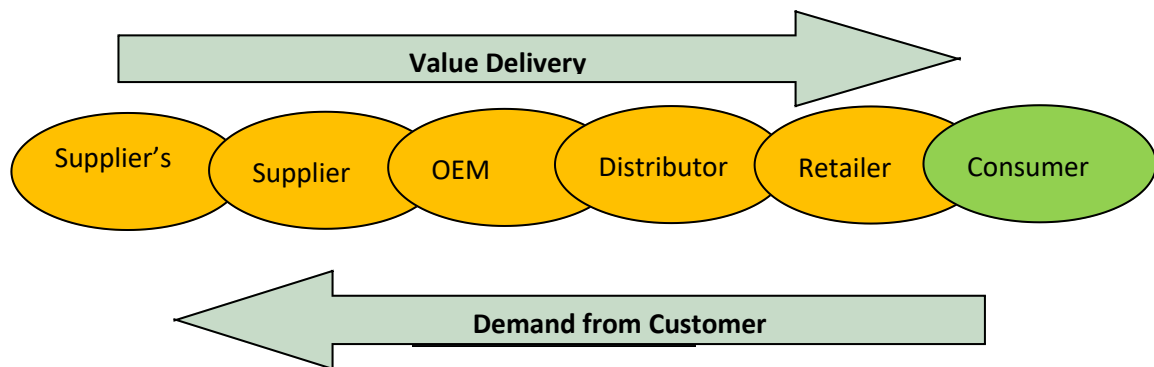 Value Delivery
Supplier's
Supplier
OEM
Distributor
Retailer
Consumer
Demand from Customer